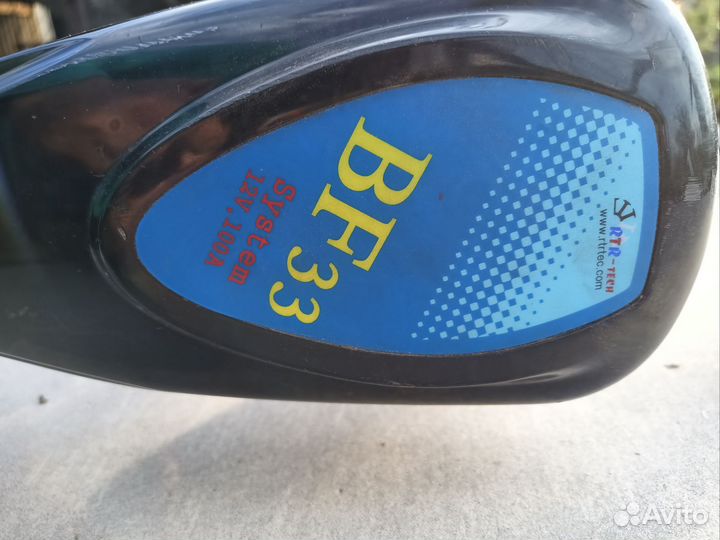 BF33
System
12V, 100A
RTR-TECH
www.rtrtec.com
Avito